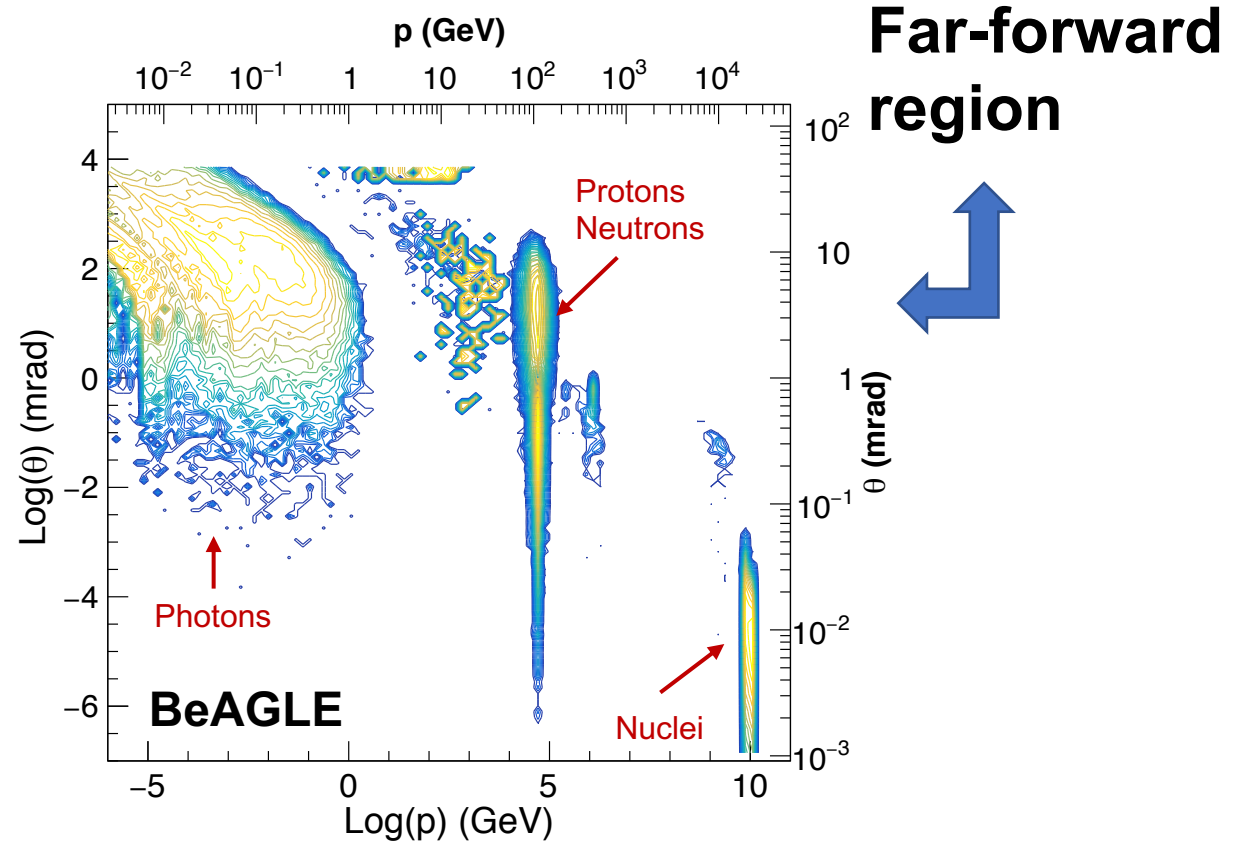 Far-forward
region
p (GeV)
10⁻² 10⁻¹ 1 10 10² 10³ 10⁴
4
2
0
−2
−4
−6
Log(θ) (mrad)
10²
10
1
10⁻¹
10⁻²
10⁻³
θ (mrad)
Protons
Neutrons
Photons
Nuclei
BeAGLE
−5 0 5 10
Log(p) (GeV)